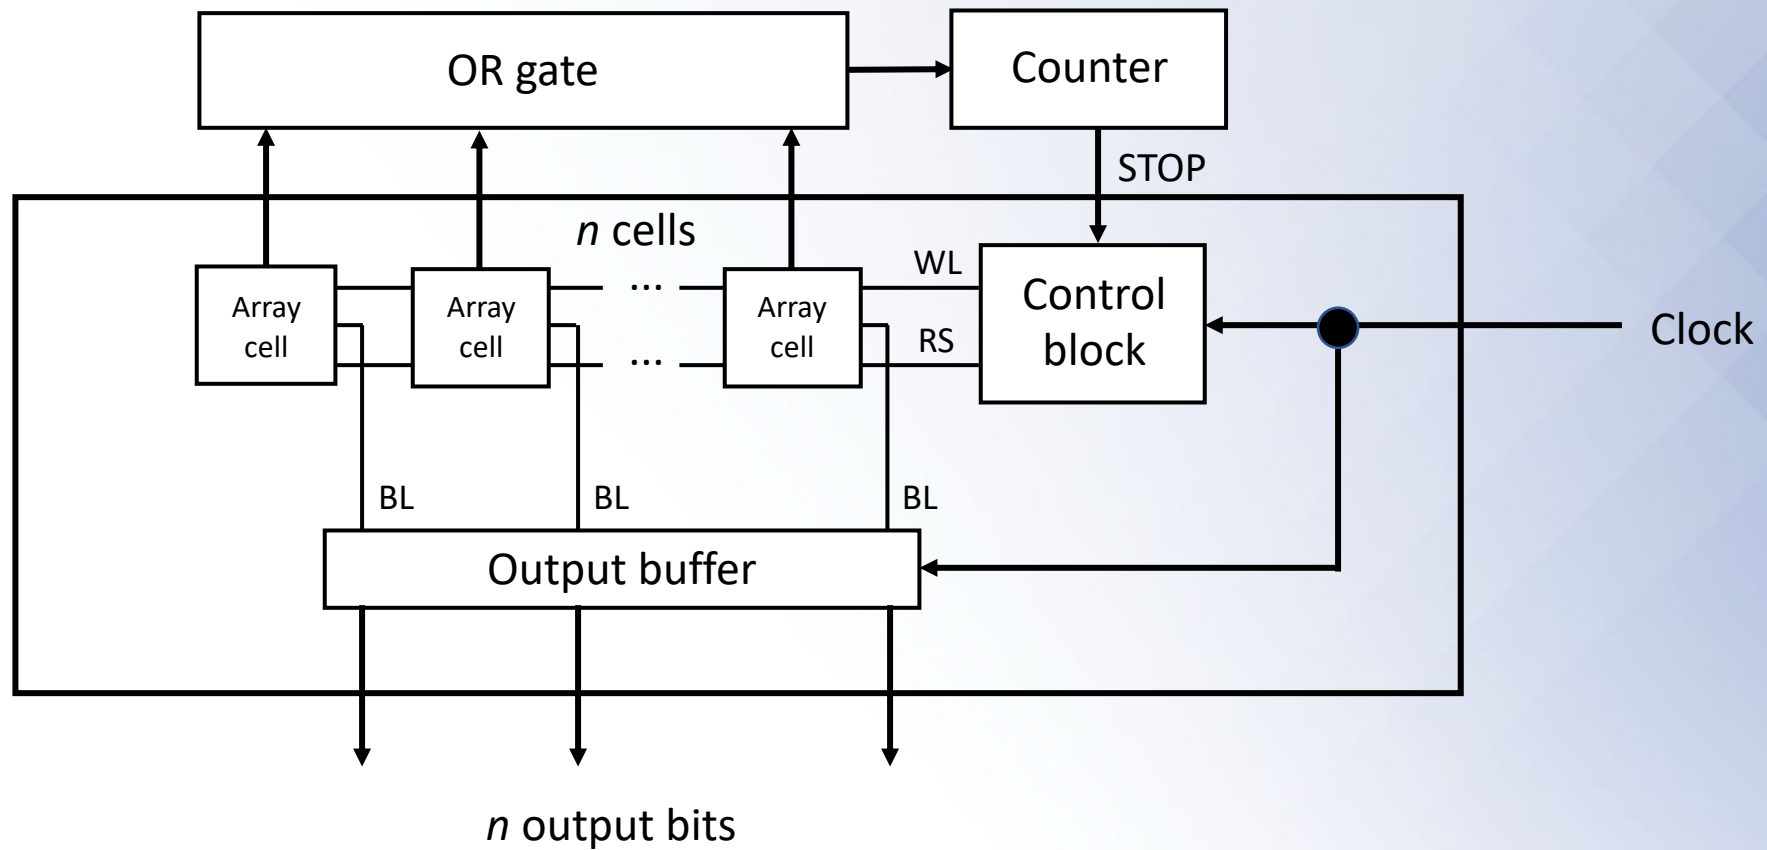 OR gate
Counter
STOP
n cells
WL
Array
cell
Array
cell
...
Array
cell
...
RS
Control
block
Clock
BL
BL
BL
Output buffer
n output bits